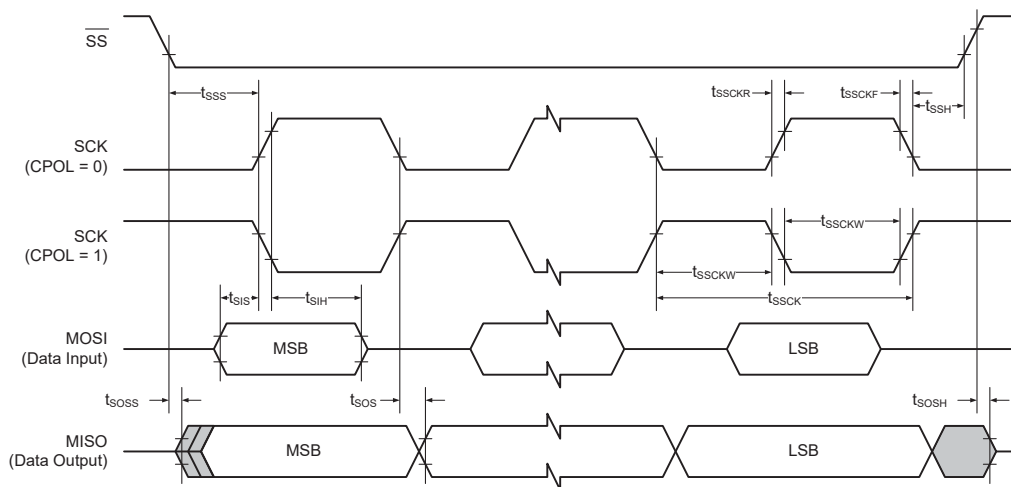 SS
tSSS
tSSCKR
tSSCKF
tSSH
SCK
(CPOL = 0)
SCK
(CPOL = 1)
tSSCKW
tSSCKW
tSSCK
tSIS
tSIH
MOSI
(Data Input)
MSB
LSB
tSOSS
tSOS
tSOSH
MISO
(Data Output)
MSB
LSB